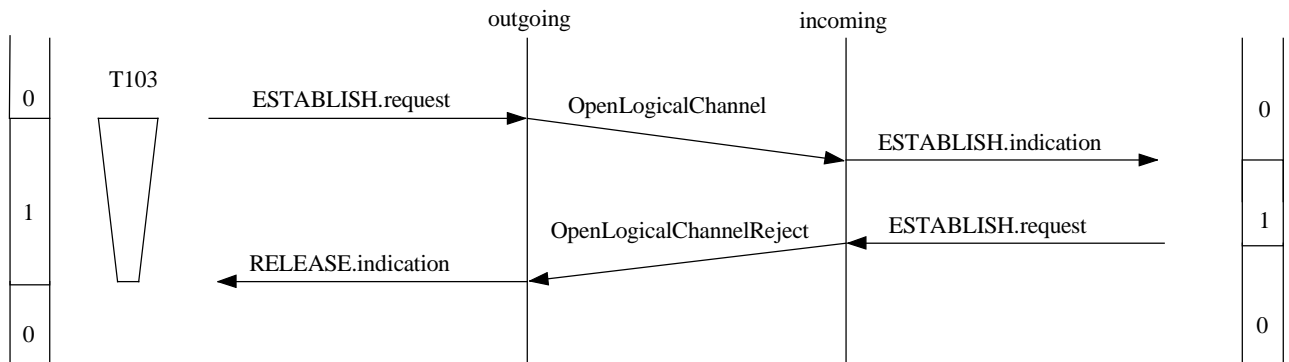 outgoing
incoming
T103
0
ESTABLISH.request
OpenLogicalChannel
0
ESTABLISH.indication
1
OpenLogicalChannelReject
ESTABLISH.request
1
RELEASE.indication
0
0